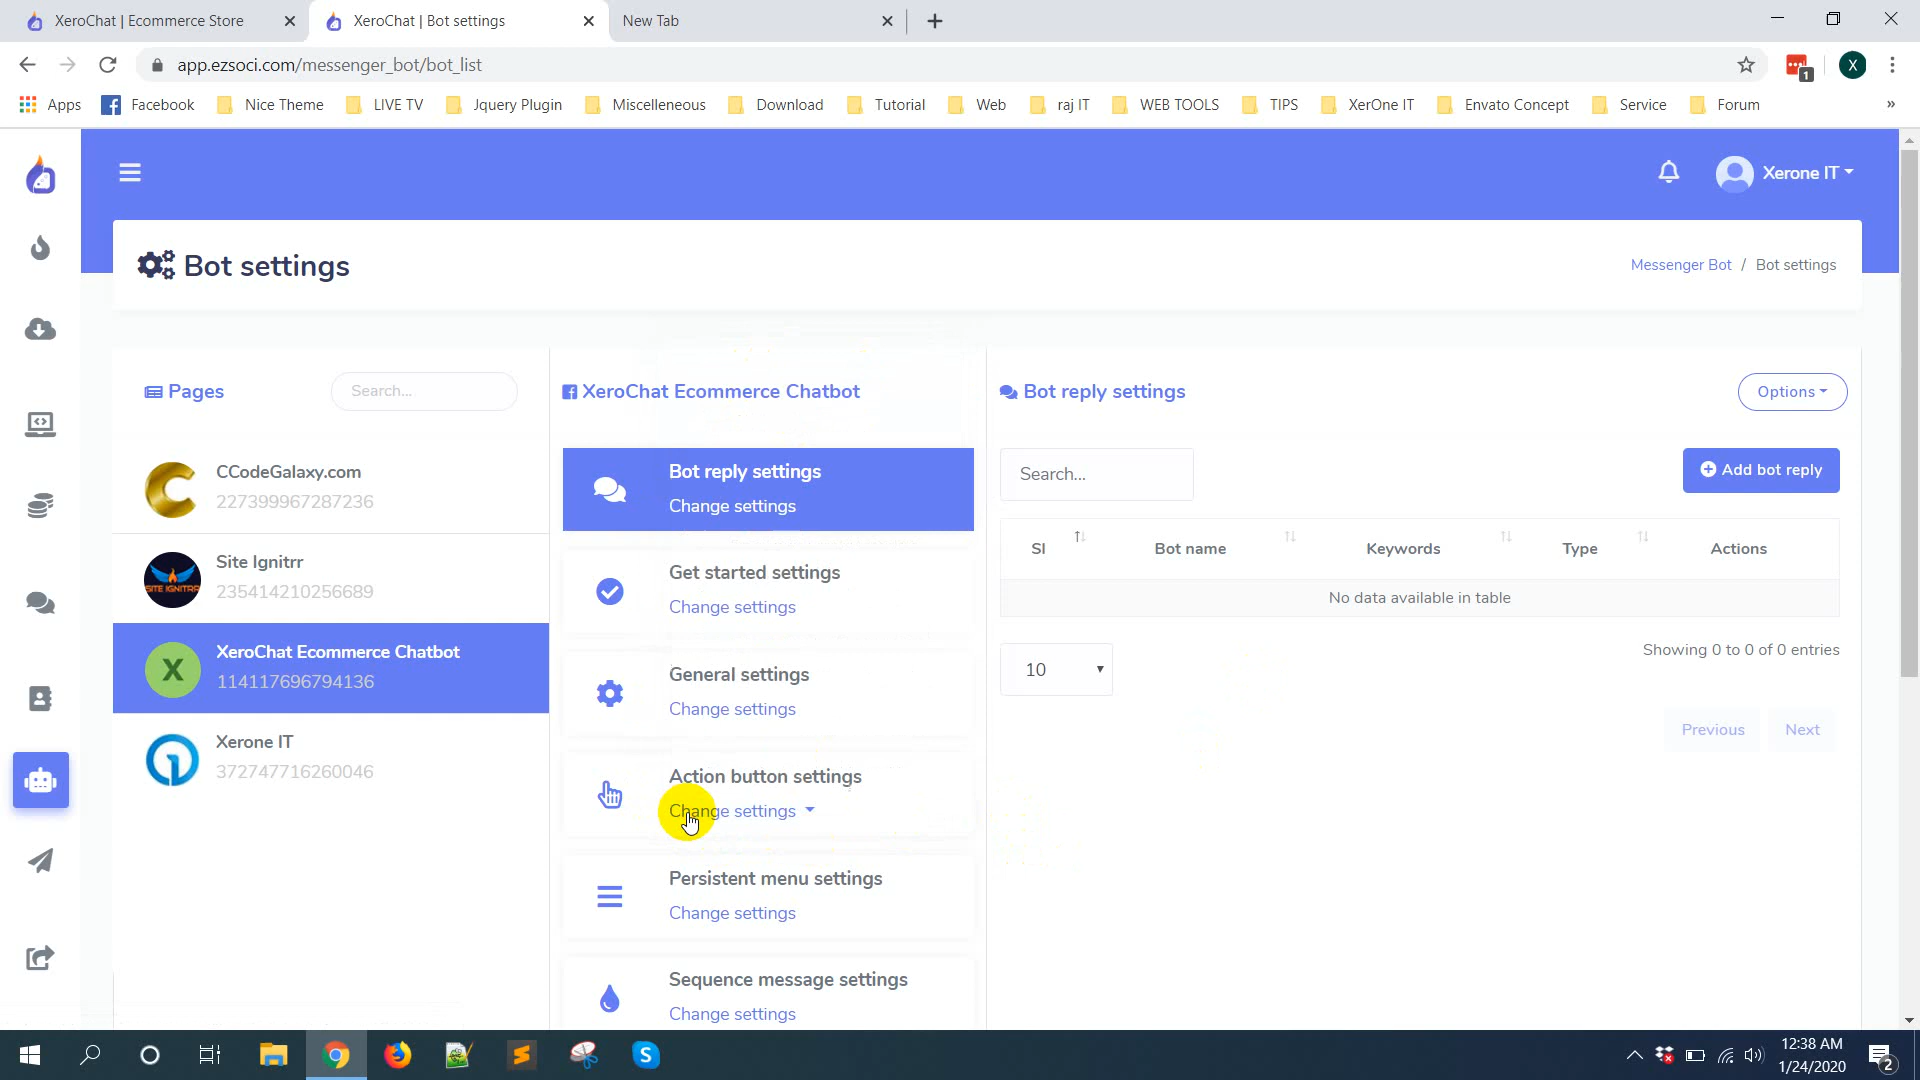 XeroChat | Ecommerce Store
XeroChat | Bot settings
New Tab
app.ezsoci.com/messenger_bot/bot_list
1
X
Apps
Facebook
Nice Theme
LIVE TV
Jquery Plugin
Miscelleneous
Download
Tutorial
Web
raj IT
WEB TOOLS
TIPS
XerOne IT
Envato Concept
Service
Forum
»
Xerone IT
Bot settings
Messenger Bot / Bot settings
Pages
Search...
CCodeGalaxy.com
227399967287236
SITE IGNITRR
Site Ignitrr
235414210256689
X
XeroChat Ecommerce Chatbot
114117696794136
Xerone IT
372747716260046
XeroChat Ecommerce Chatbot
Bot reply settings
Change settings
Get started settings
Change settings
General settings
Change settings
Action button settings
Change settings
Persistent menu settings
Change settings
Sequence message settings
Change settings
Bot reply settings
Options
Search...
Add bot reply
Sl
Bot name
Keywords
Type
Actions
No data available in table
10
Showing 0 to 0 of 0 entries
Previous
Next
12:38 AM
1/24/2020
2